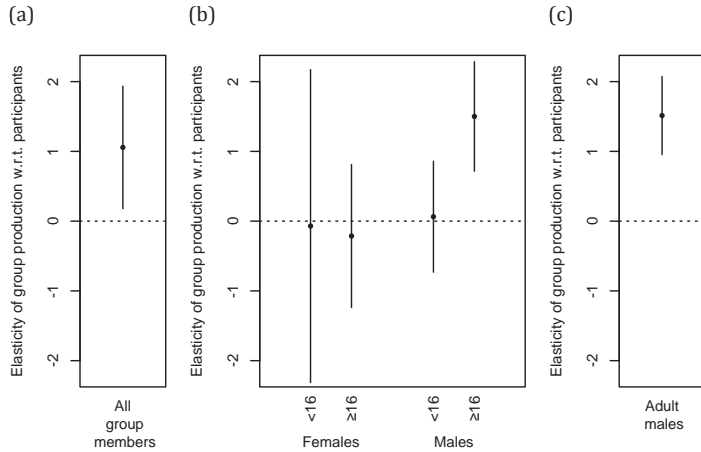 (a)
Elasticity of group production w.r.t. participants
2
1
0
-1
-2
All
group
members
(b)
Elasticity of group production w.r.t. participants
2
1
0
-1
-2
<16
≥16
<16
≥16
Females
Males
(c)
Elasticity of group production w.r.t. participants
2
1
0
-1
-2
Adult
males